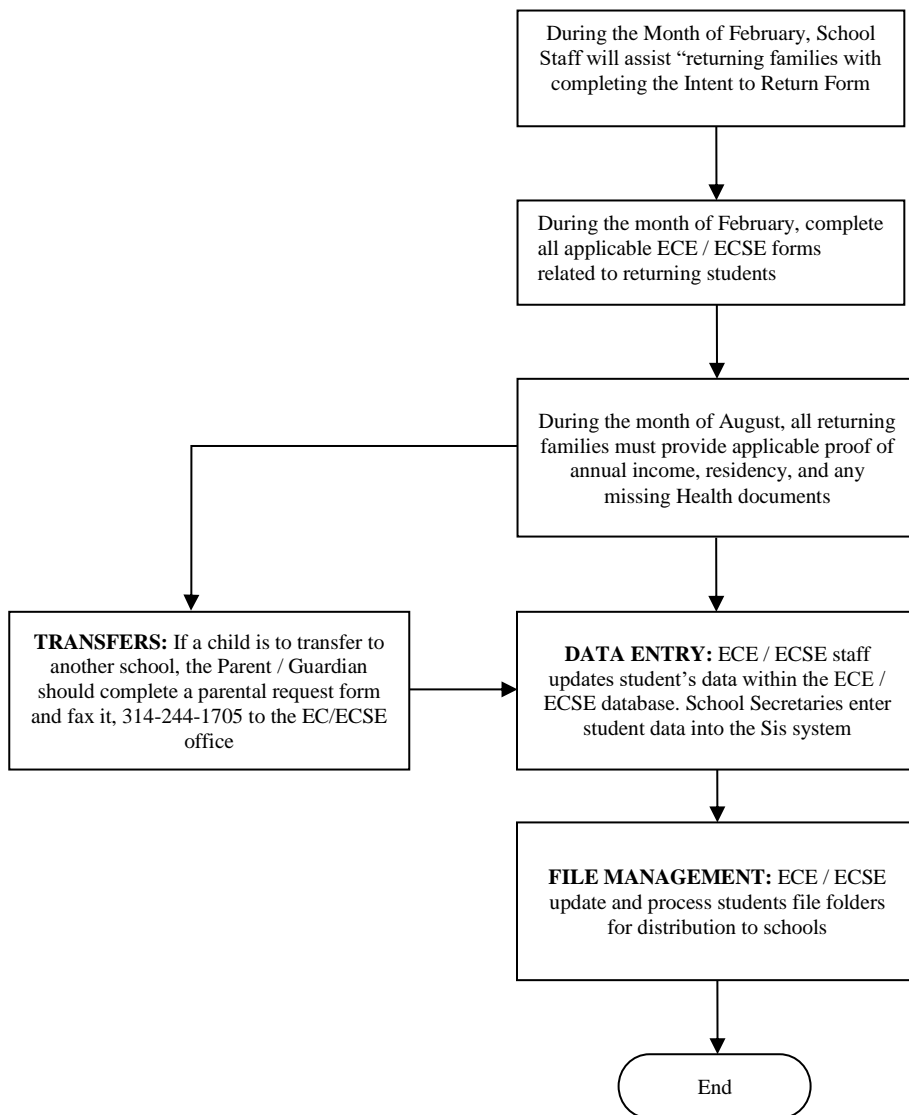 During the Month of February, School
Staff will assist “returning families with
completing the Intent to Return Form
During the month of February, complete
all applicable ECE / ECSE forms
related to returning students
During the month of August, all returning
families must provide applicable proof of
annual income, residency, and any
missing Health documents
TRANSFERS: If a child is to transfer to
another school, the Parent / Guardian
should complete a parental request form
and fax it, 314-244-1705 to the EC/ECSE
office
DATA ENTRY: ECE / ECSE staff
updates student’s data within the ECE /
ECSE database. School Secretaries enter
student data into the Sis system
FILE MANAGEMENT: ECE / ECSE
update and process students file folders
for distribution to schools
End